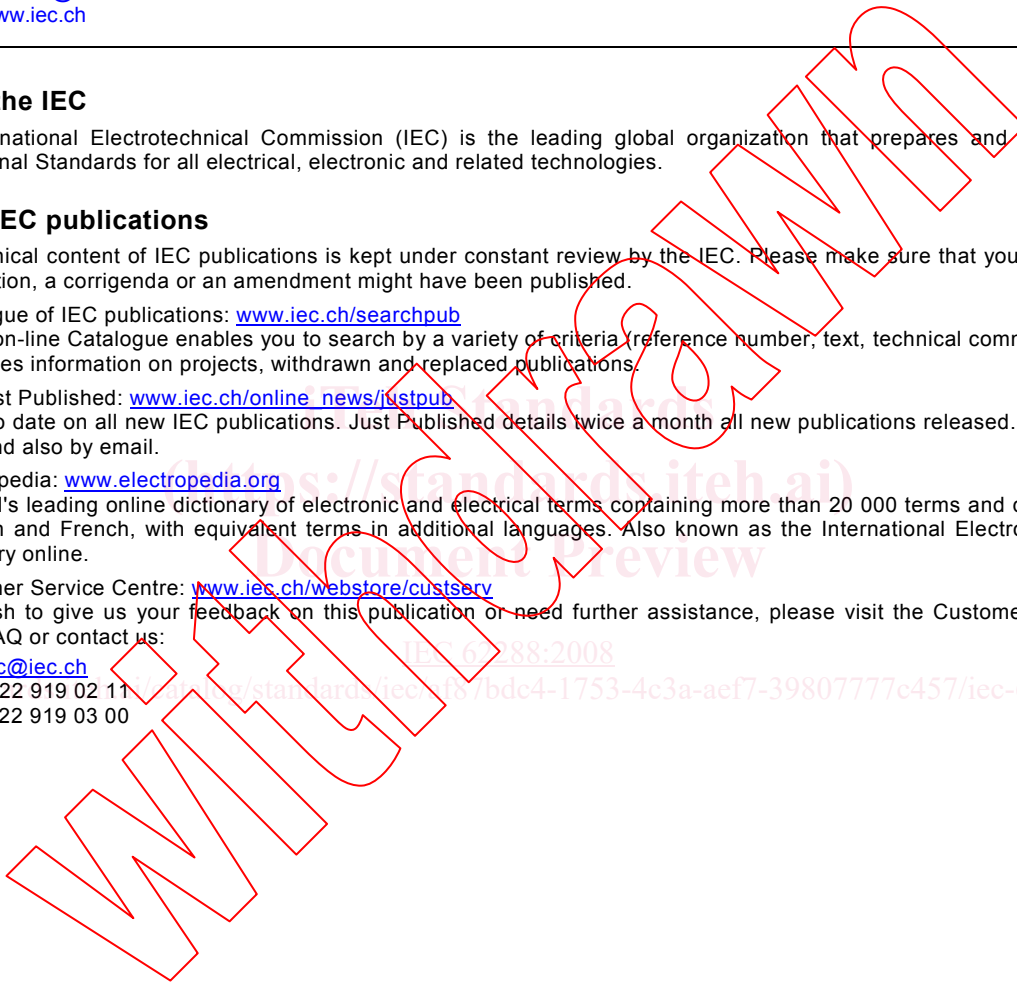 ww.iec.ch
the IEC
rnational Electrotechnical Commission (IEC) is the leading global organization that prepares and
nal Standards for all electrical, electronic and related technologies.
EC publications
nical content of IEC publications is kept under constant review by the IEC. Please make sure that you
tion, a corrigenda or an amendment might have been published.
gue of IEC publications: www.iec.ch/searchpub
on-line Catalogue enables you to search by a variety of criteria (reference number, text, technical comm
es information on projects, withdrawn and replaced publications.
iTeh Standards
st Published: www.iec.ch/online_news/justpub
o date on all new IEC publications. Just Published details twice a month all new publications released.
nd also by email.
(https://standards.iteh.ai)
pedia: www.electropedia.org
d's leading online dictionary of electronic and electrical terms containing more than 20 000 terms and d
h and French, with equivalent terms in additional languages. Also known as the International Electro
ry online.
Document Preview
mer Service Centre: www.iec.ch/webstore/custserv
sh to give us your feedback on this publication or need further assistance, please visit the Custome
AQ or contact us:
IEC 62288:2008
c@iec.ch
22 919 02 11
/catalog/standards/iec/af87bdc4-1753-4c3a-aef7-39807777c457/iec-
22 919 03 00
withdrawn